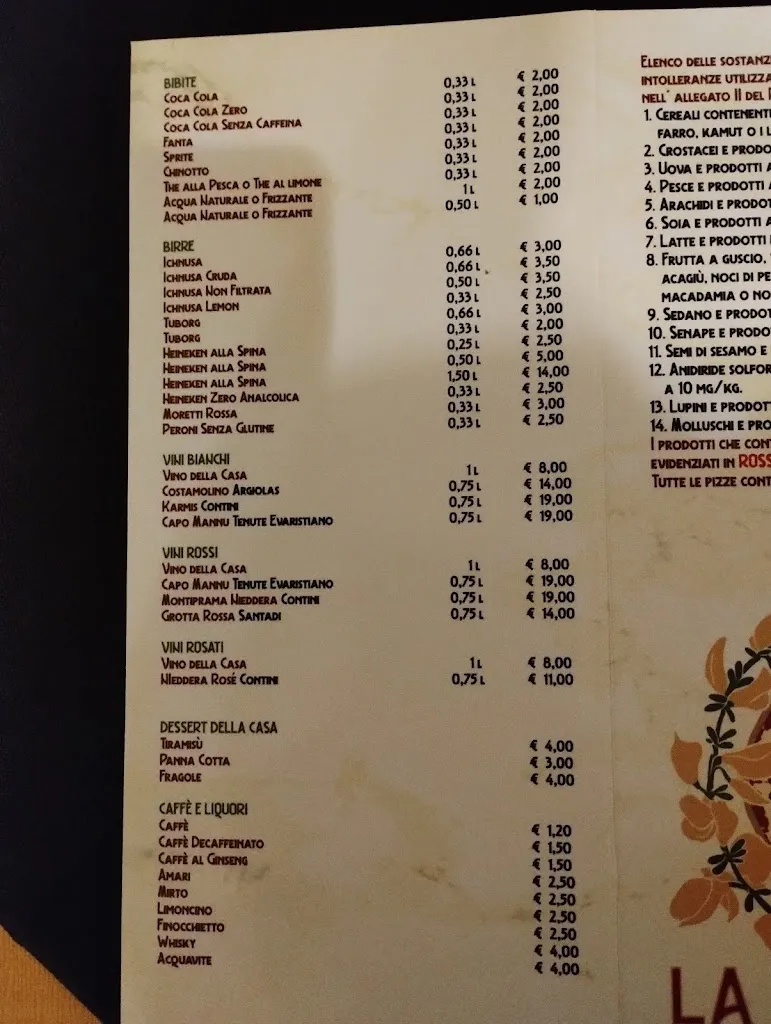 BIBITE
COCA COLA 0,33 L € 2,00
COCA COLA ZERO 0,33 L € 2,00
COCA COLA SENZA CAFFEINA 0,33 L € 2,00
FANTA 0,33 L € 2,00
SPRITE 0,33 L € 2,00
CHINOTTO 0,33 L € 2,00
THE ALLA PESCA O THE AL LIMONE 0,33 L € 2,00
ACQUA NATURALE O FRIZZANTE 1 L € 2,00
ACQUA NATURALE O FRIZZANTE 0,50 L € 1,00
BIRRE
ICHNUSA 0,66 L € 3,00
ICHNUSA CRUDA 0,66 L € 3,50
ICHNUSA NON FILTRATA 0,50 L € 3,50
ICHNUSA LEMON 0,33 L € 2,50
TUBORG 0,66 L € 3,00
TUBORG 0,33 L € 2,00
HEINEKEN ALLA SPINA 0,25 L € 2,50
HEINEKEN ALLA SPINA 0,50 L € 5,00
HEINEKEN ALLA SPINA 1,50 L € 14,00
HEINEKEN ZERO ANALCOLICA 0,33 L € 2,50
MORETTI ROSSA 0,33 L € 3,00
PERONI SENZA GLUTINE 0,33 L € 2,50
VINI BIANCHI
VINO DELLA CASA 1 L € 8,00
COSTAMOLINO ARGIOLAS 0,75 L € 14,00
KARMIS CONTINI 0,75 L € 19,00
CAPO MANNU TENUTE EVARISTIANO 0,75 L € 19,00
VINI ROSSI
VINO DELLA CASA 1 L € 8,00
CAPO MANNU TENUTE EVARISTIANO 0,75 L € 19,00
MONTIPRAMA NIEDDERA CONTINI 0,75 L € 19,00
GROTTA ROSSA SANTADI 0,75 L € 14,00
VINI ROSATI
VINO DELLA CASA 1 L € 8,00
NIEDDERA ROSÉ CONTINI 0,75 L € 11,00
DESSERT DELLA CASA
TIRAMISÙ € 4,00
PANNA COTTA € 3,00
FRAGOLE € 4,00
CAFFÈ E LIQUORI
CAFFÈ € 1,20
CAFFÈ DECAFFEINATO € 1,50
CAFFÈ AL GINSENG € 1,50
AMARI € 2,50
MIRTO € 2,50
LIMONCINO € 2,50
FINOCCHIETTO € 2,50
WHISKY € 4,00
ACQUAVITE € 4,00
ELENCO DELLE SOSTANZ
INTOLLERANZE UTILIZZA
NELL' ALLEGATO II DEL
1. CEREALI CONTENENT
FARRO, KAMUT O I L
2. CROSTACEI E PRODO
3. UOVA E PRODOTTI A
4. PESCE E PRODOTTI A
5. ARACHIDI E PRODOT
6. SOIA E PRODOTTI A
7. LATTE E PRODOTTI
8. FRUTTA A GUSCIO,
ACAGIÙ, NOCI DI PE
MACADAMIA O NO
9. SEDANO E PRODOT
10. SENAPE E PRODO
11. SEMI DI SESAMO E
12. ANIDIRIDE SOLFOR
A 10 MG/KG.
13. LUPINI E PRODOT
14. MOLLUSCHI E PRO
I PRODOTTI CHE CON
EVIDENZIATI IN ROSS
TUTTE LE PIZZE CONT
LA